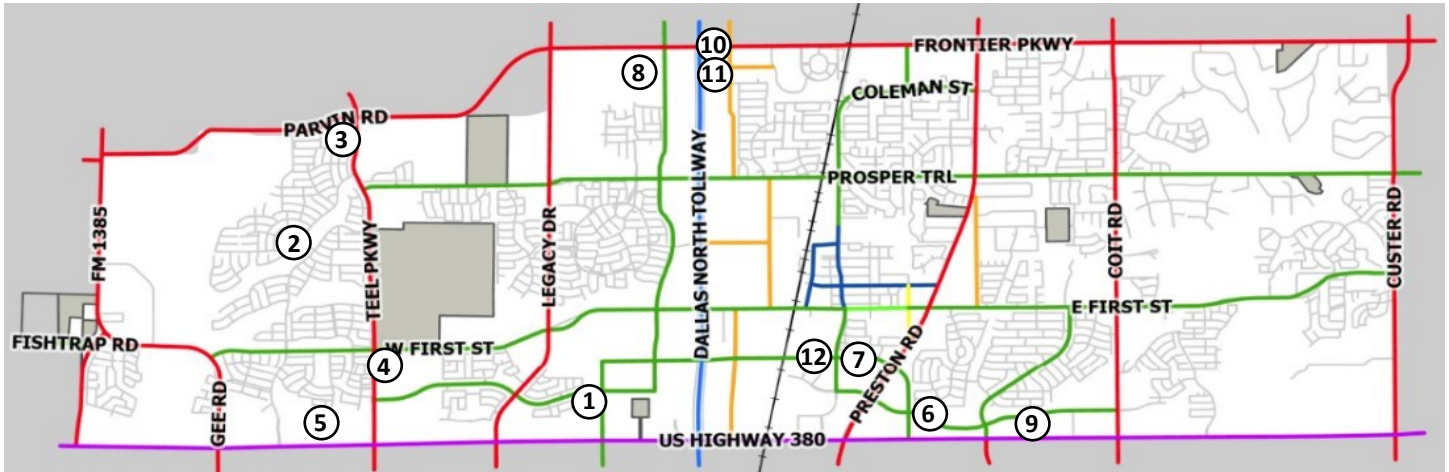 10
FRONTIER PKWY
8
11
COLEMAN ST
PARVIN RD
3
DALLAS NORTH TOLLWAY
PROSPER TRL
FM 1385
2
TEEL PKWY
LEGACY DR
COIT RD
CUSTER RD
E FIRST ST
FISHTRAP RD
W FIRST ST
4
12
7
PRESTON RD
1
GEE RD
5
6
9
US HIGHWAY 380